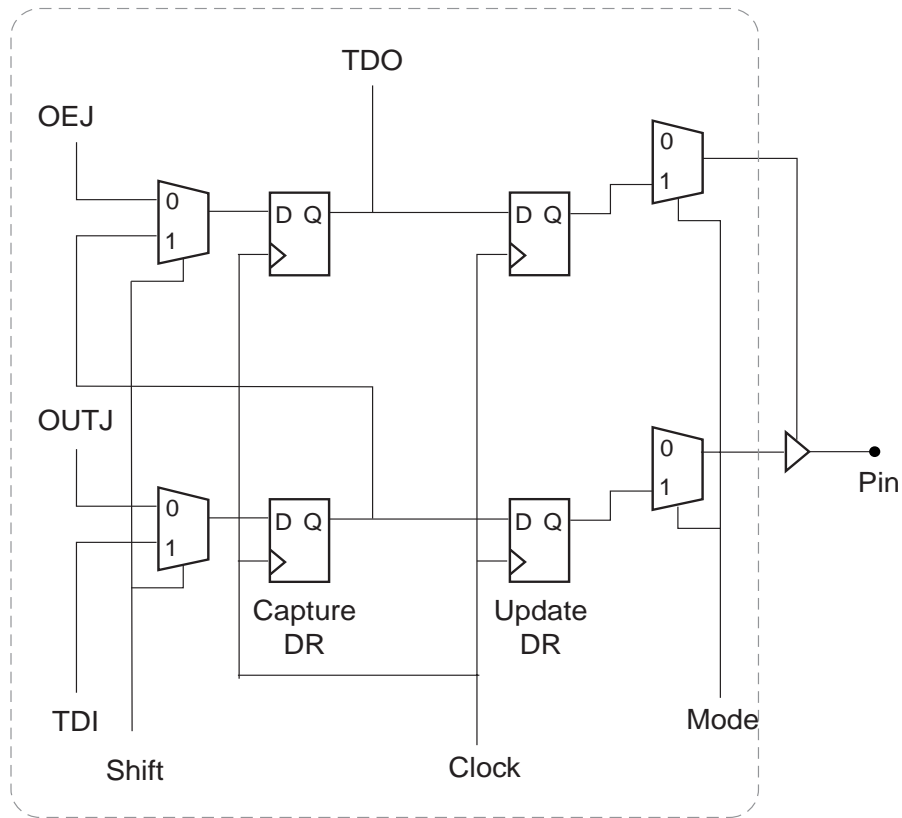 TDO
OEJ
0
1
D Q
D Q
0
1
OUTJ
0
1
D Q
D Q
0
1
Pin
Capture
DR
Update
DR
TDI
Shift
Clock
Mode